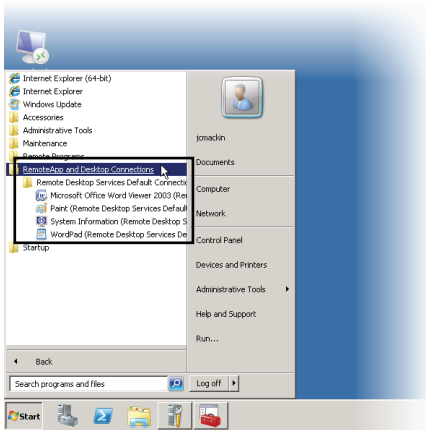 Internet Explorer (64-bit)
Internet Explorer
Windows Update
Accessories
Administrative Tools
Maintenance
Remote Programs
RemoteApp and Desktop Connections
Remote Desktop Services Default Connecti
Microsoft Office Word Viewer 2003 (Re
Paint (Remote Desktop Services Defaul
System Information (Remote Desktop S
WordPad (Remote Desktop Services De
Startup
Back
Search programs and files
jcmackin
Documents
Computer
Network
Control Panel
Devices and Printers
Administrative Tools
Help and Support
Run...
Log off
Start